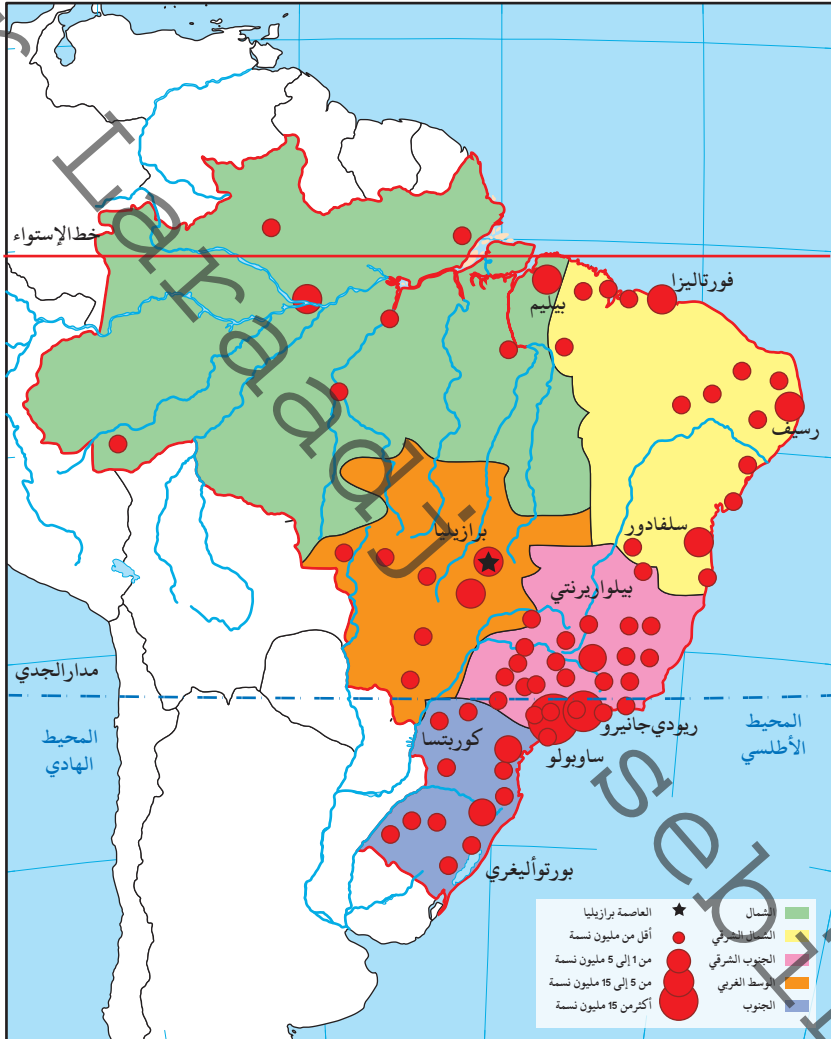 خط الإستواء
فورتاليزا
بيليم
رسيف
سلفادور
برازيليا
بيلواريزنتي
مدار الجدي
المحيط
الهادي
المحيط
الأطلسي
ريودي جانيرو
ساوبولو
كوربتسا
بورتوأليغري
الشمال
العاصمة برازيليا
الشمال الشرقي
أقل من مليون نسمة
الجنوب الشرقي
من 1 إلى 5 مليون نسمة
الوسط الغربي
من 5 إلى 15 مليون نسمة
الجنوب
أكثر من 15 مليون نسمة